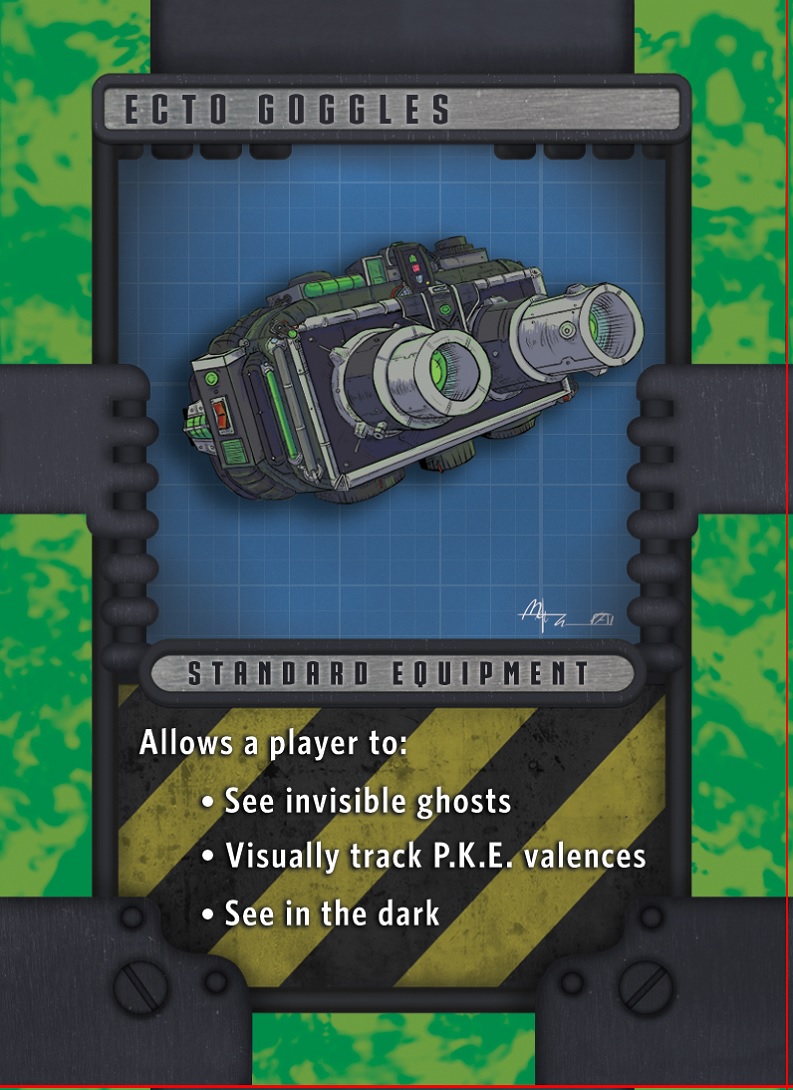 ECTO GOGGLES
STANDARD EQUIPMENT
Allows a player to:
• See invisible ghosts
• Visually track P.K.E. valences
• See in the dark